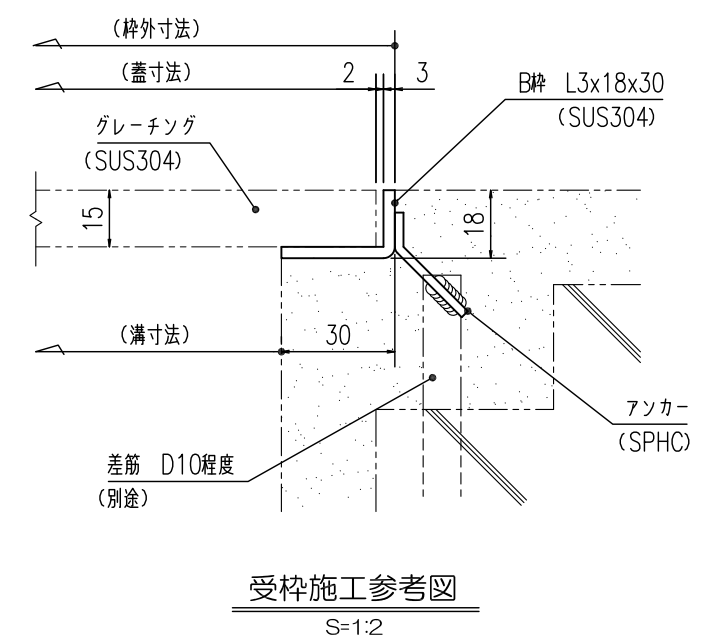 (枠外寸法)
(蓋寸法)
2
3
B枠 L3x18x30
(SUS304)
グレーチング
(SUS304)
15
18
(溝寸法)
30
アンカー
(SPHC)
差筋 D10程度
(別途)
受枠施工参考図
S=1:2